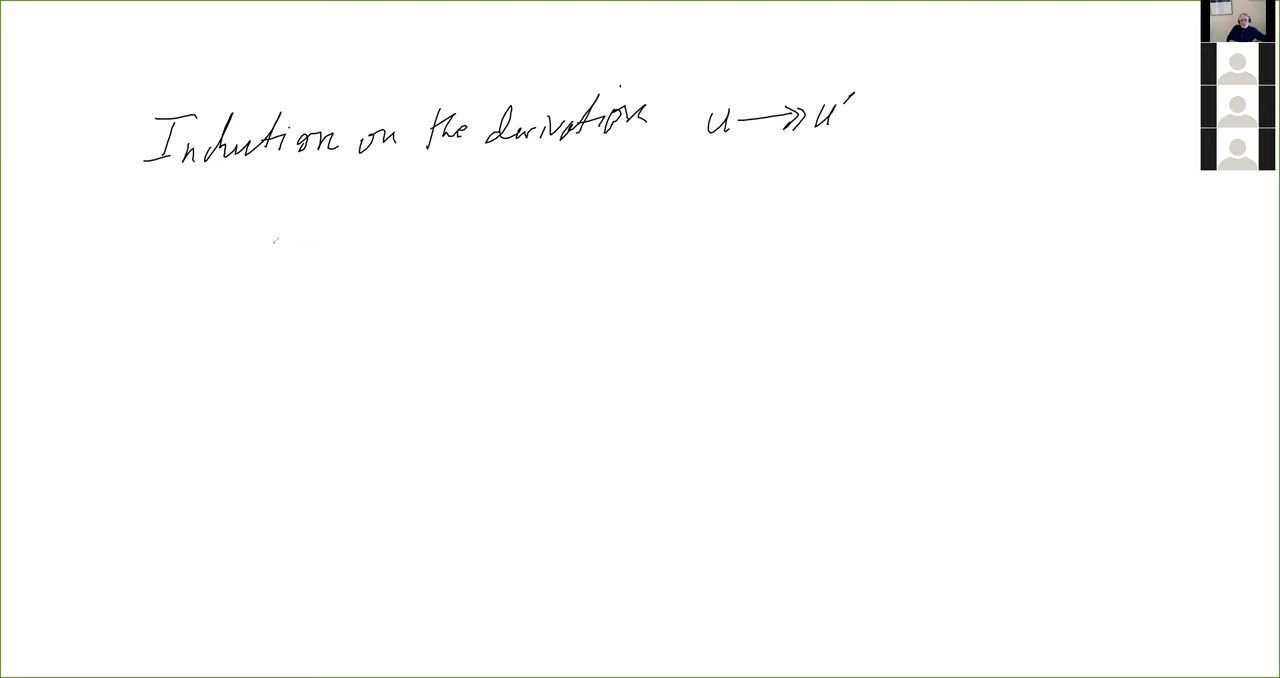 Induction on the derivation u ↠ u′